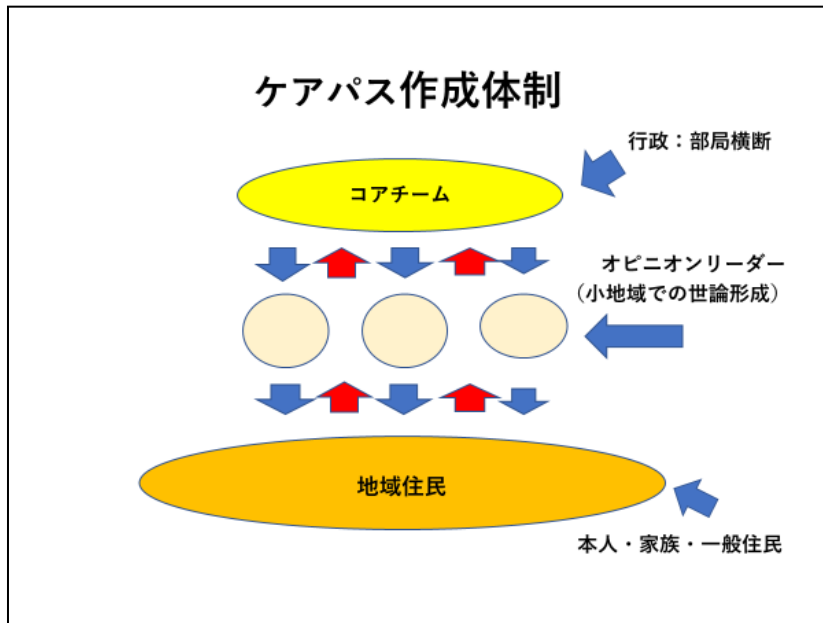 ケアパス作成体制
行政：部局横断
コアチーム
オピニオンリーダー
（小地域での世論形成）
地域住民
本人・家族・一般住民